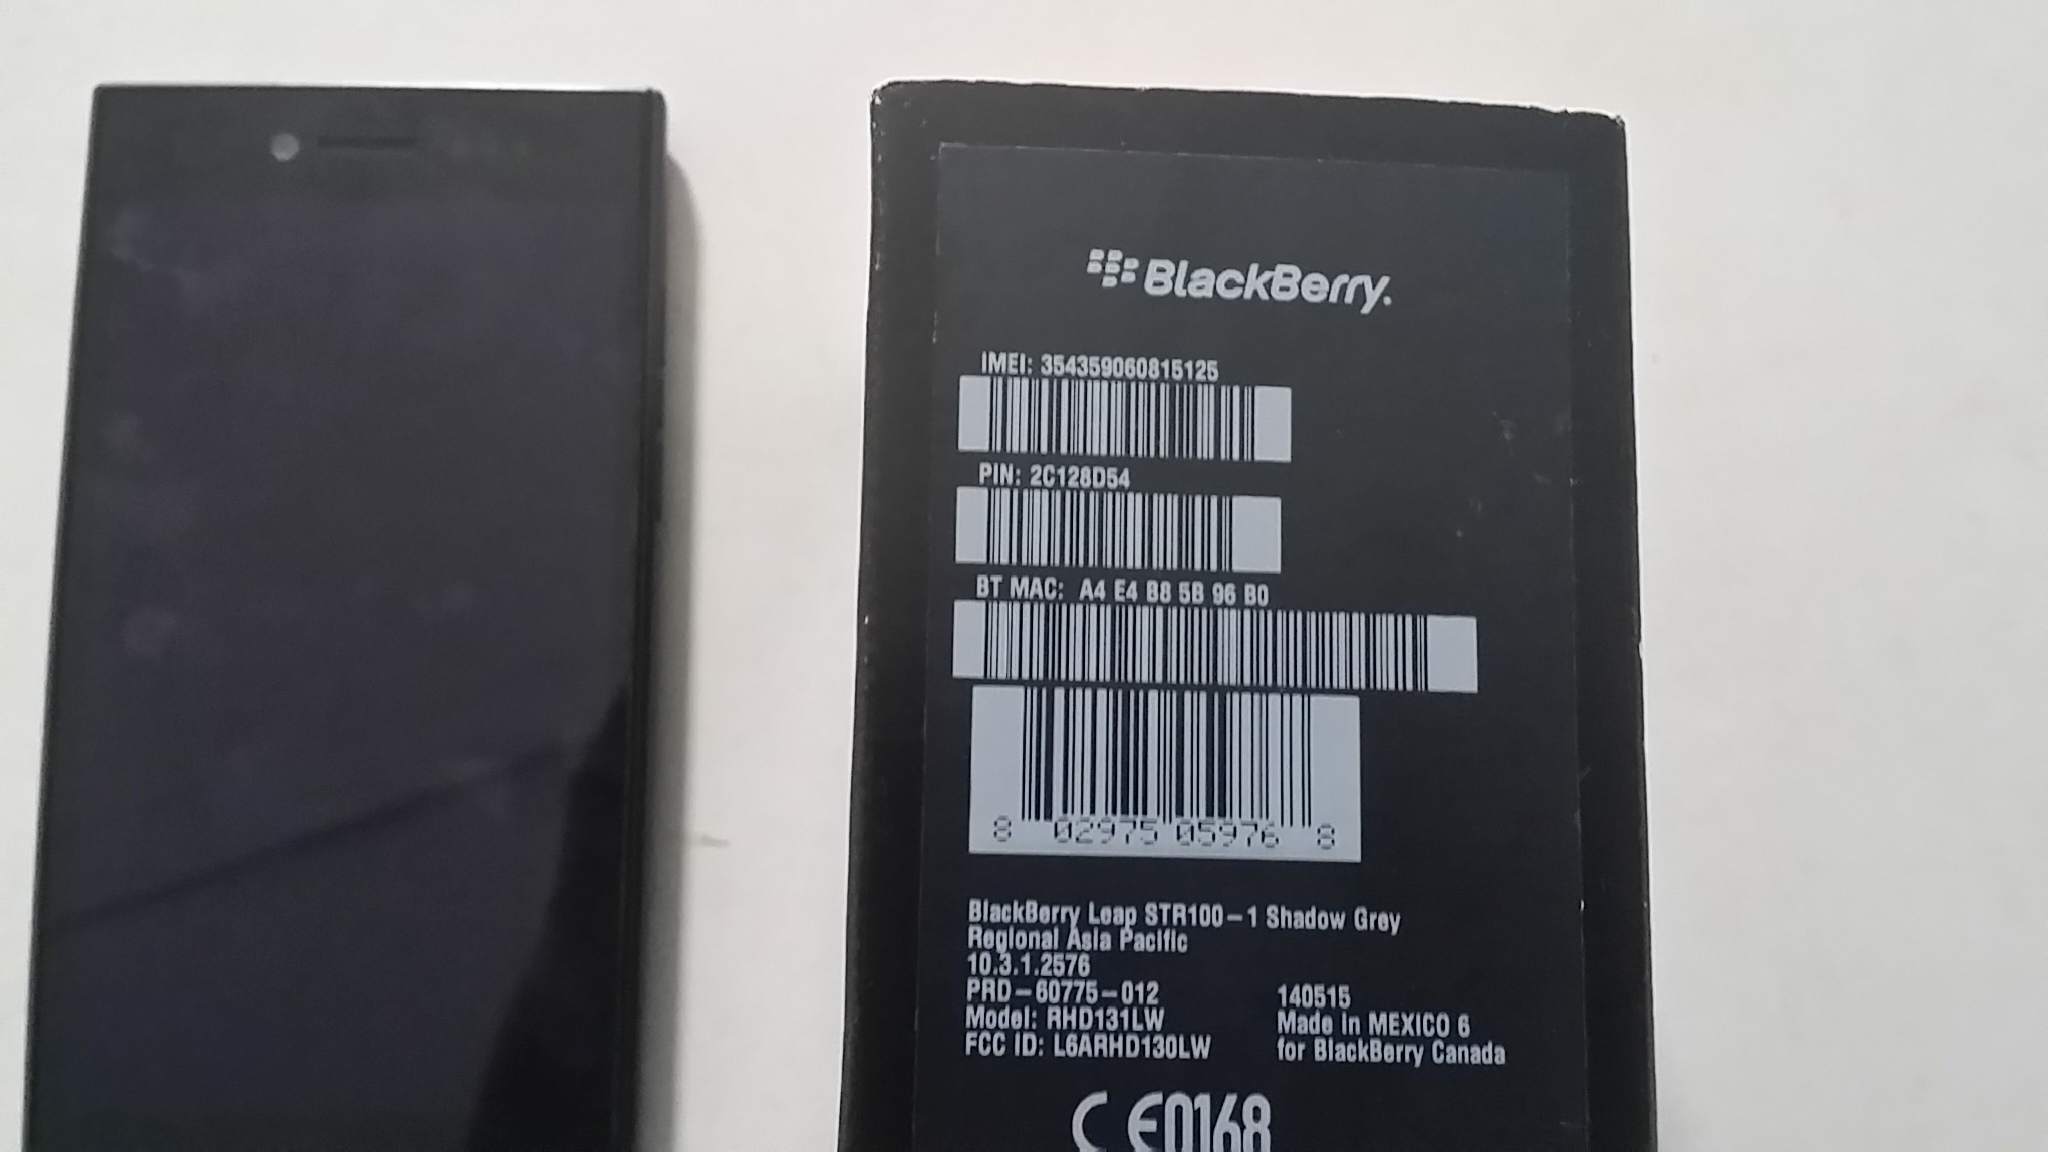 BlackBerry.
IMEI: 354359060815125
PIN: 2C128D54
BT MAC: A4 E4 B8 5B 96 B0
8 02975 05976 8
BlackBerry Leap STR100-1 Shadow Grey
Regional Asia Pacific
10.3.1.2576
PRD-60775-012 140515
Model: RHD131LW Made in MEXICO 6
FCC ID: L6ARHD130LW for BlackBerry Canada
CE0168